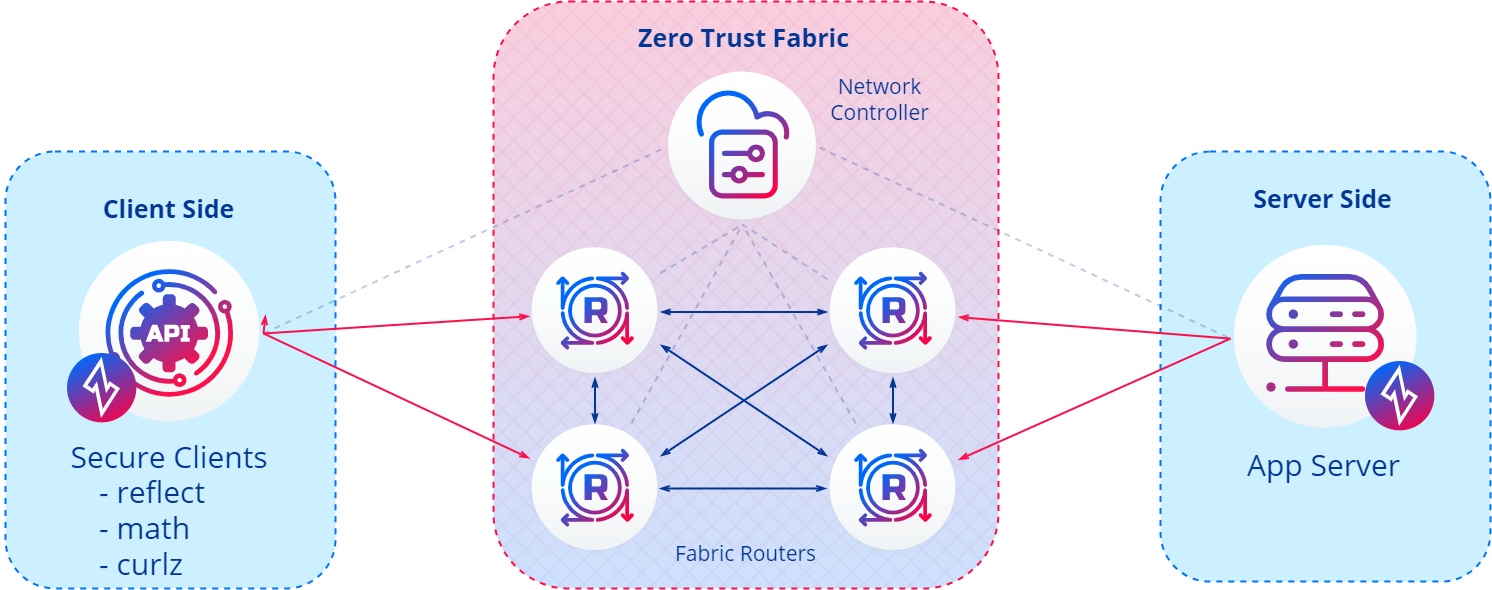 Zero Trust Fabric
Network
Controller
Client Side
API
Secure Clients
- reflect
- math
- curlz
R
R
R
R
Fabric Routers
Server Side
App Server